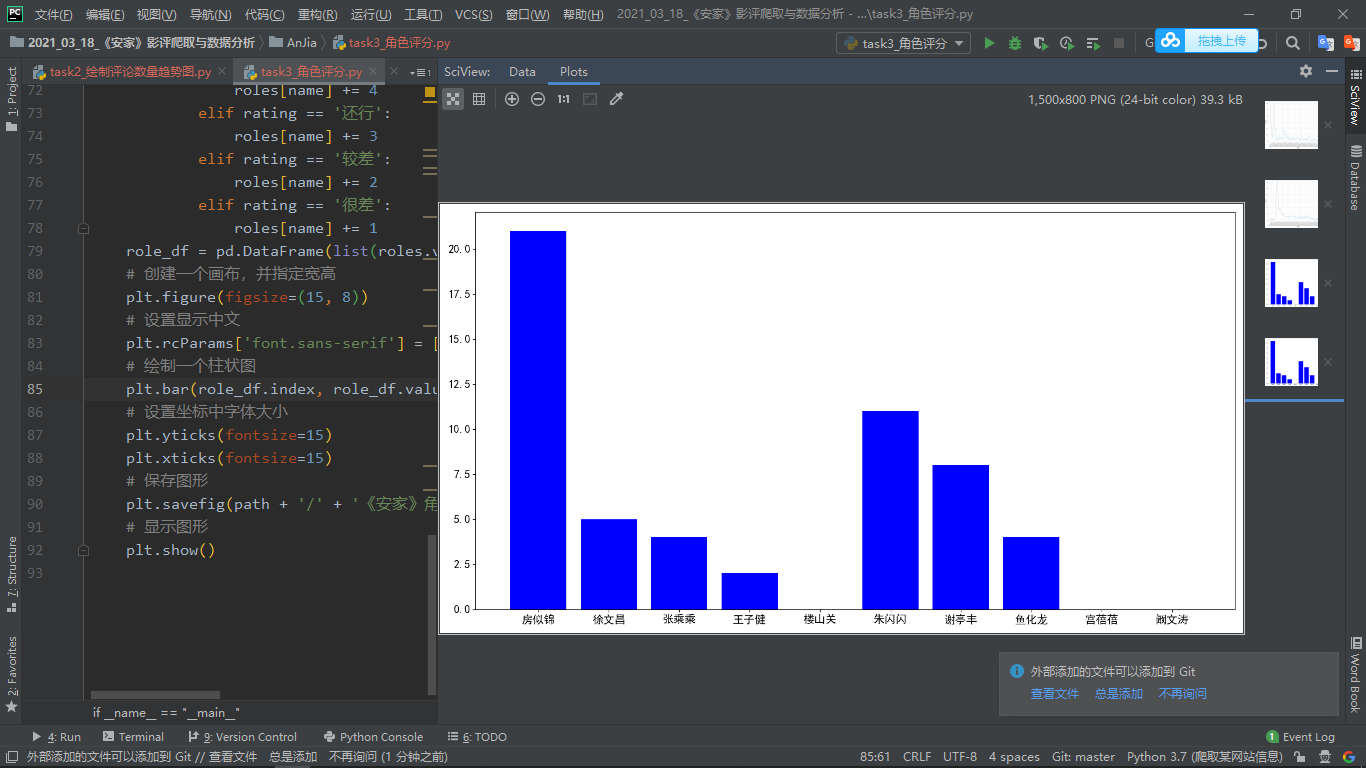 PC 文件(F) 编辑(E) 视图(V) 导航(N) 代码(C) 重构(R) 运行(U) 工具(T) VCS(S) 窗口(W) 帮助(H) 2021_03_18_《安家》影评爬取与数据分析 - ...\task3_角色评分.py
2021_03_18_《安家》影评爬取与数据分析 AnJia task3_角色评分.py
task3_角色评分
G
拖拽上传
1: Project
7: Structure
2: Favorites
task2_绘制评论数量趋势图.py
task3_角色评分.py
72 roles[name] += 4
73 elif rating == '还行':
74 roles[name] += 3
75 elif rating == '较差':
76 roles[name] += 2
77 elif rating == '很差':
78 roles[name] += 1
79 role_df = pd.DataFrame(list(roles.v
80 # 创建一个画布，并指定宽高
81 plt.figure(figsize=(15, 8))
82 # 设置显示中文
83 plt.rcParams['font.sans-serif'] = [
84 # 绘制一个柱状图
85 plt.bar(role_df.index, role_df.valu
86 # 设置坐标中字体大小
87 plt.yticks(fontsize=15)
88 plt.xticks(fontsize=15)
89 # 保存图形
90 plt.savefig(path + '/' + '《安家》角
91 # 显示图形
92 plt.show()
93
if __name__ == "__main__"
SciView: Data Plots
1:1
1,500x800 PNG (24-bit color) 39.3 kB
20.0
17.5
15.0
12.5
10.0
7.5
5.0
2.5
0.0
房似锦 徐文昌 张乘乘 王子健 楼山关 朱闪闪 谢亭丰 鱼化龙 宫蓓蓓 阚文涛
SciView
Database
Word Book
外部添加的文件可以添加到 Git
查看文件 总是添加 不再询问
4: Run Terminal 9: Version Control Python Console 6: TODO 1 Event Log
外部添加的文件可以添加到 Git // 查看文件 总是添加 不再询问 (1 分钟之前) 85:61 CRLF UTF-8 4 spaces Git: master Python 3.7 (爬取某网站信息)